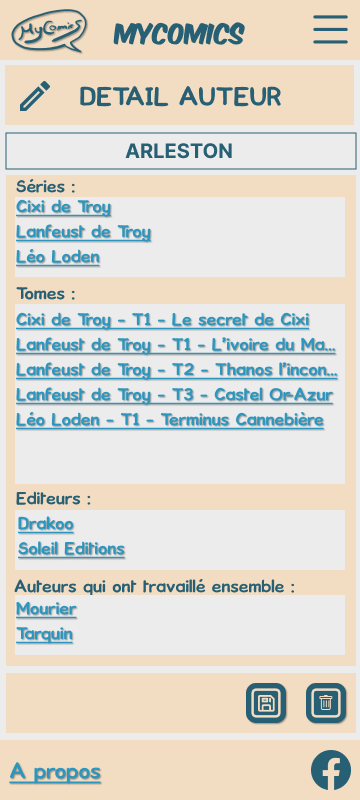 MyComics
MYCOMICS
DETAIL AUTEUR
ARLESTON
Séries :
Cixi de Troy
Lanfeust de Troy
Léo Loden
Tomes :
Cixi de Troy - T1 - Le secret de Cixi
Lanfeust de Troy - T1 - L'ivoire du Ma...
Lanfeust de Troy - T2 - Thanos l'incon...
Lanfeust de Troy - T3 - Castel Or-Azur
Léo Loden - T1 - Terminus Cannebière
Editeurs :
Drakoo
Soleil Editions
Auteurs qui ont travaillé ensemble :
Mourier
Tarquin
A propos